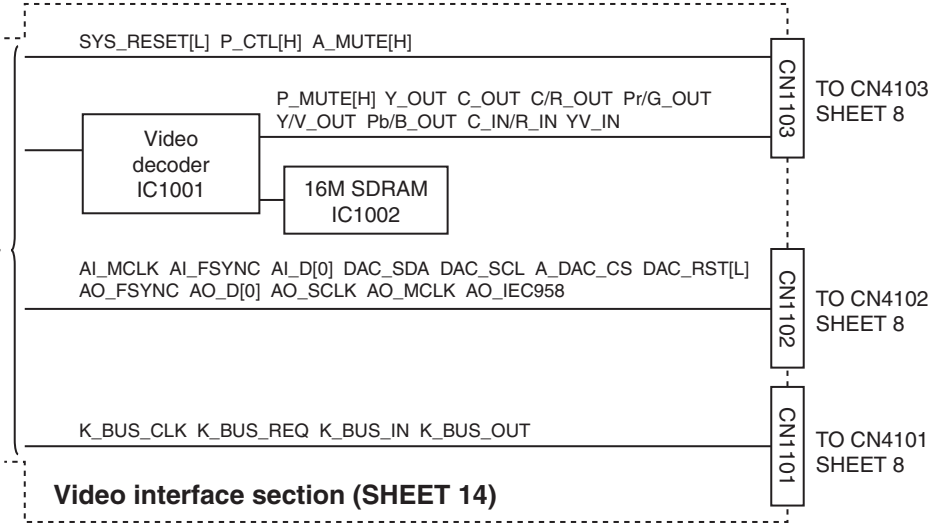 SYS_RESET[L] P_CTL[H] A_MUTE[H]
CN1103
TO CN4103
SHEET 8
P_MUTE[H] Y_OUT C_OUT C/R_OUT Pr/G_OUT
Y/V_OUT Pb/B_OUT C_IN/R_IN YV_IN
Video
decoder
IC1001
16M SDRAM
IC1002
AI_MCLK AI_FSYNC AI_D[0] DAC_SDA DAC_SCL A_DAC_CS DAC_RST[L]
AO_FSYNC AO_D[0] AO_SCLK AO_MCLK AO_IEC958
CN1102
TO CN4102
SHEET 8
K_BUS_CLK K_BUS_REQ K_BUS_IN K_BUS_OUT
CN1101
TO CN4101
SHEET 8
Video interface section (SHEET 14)